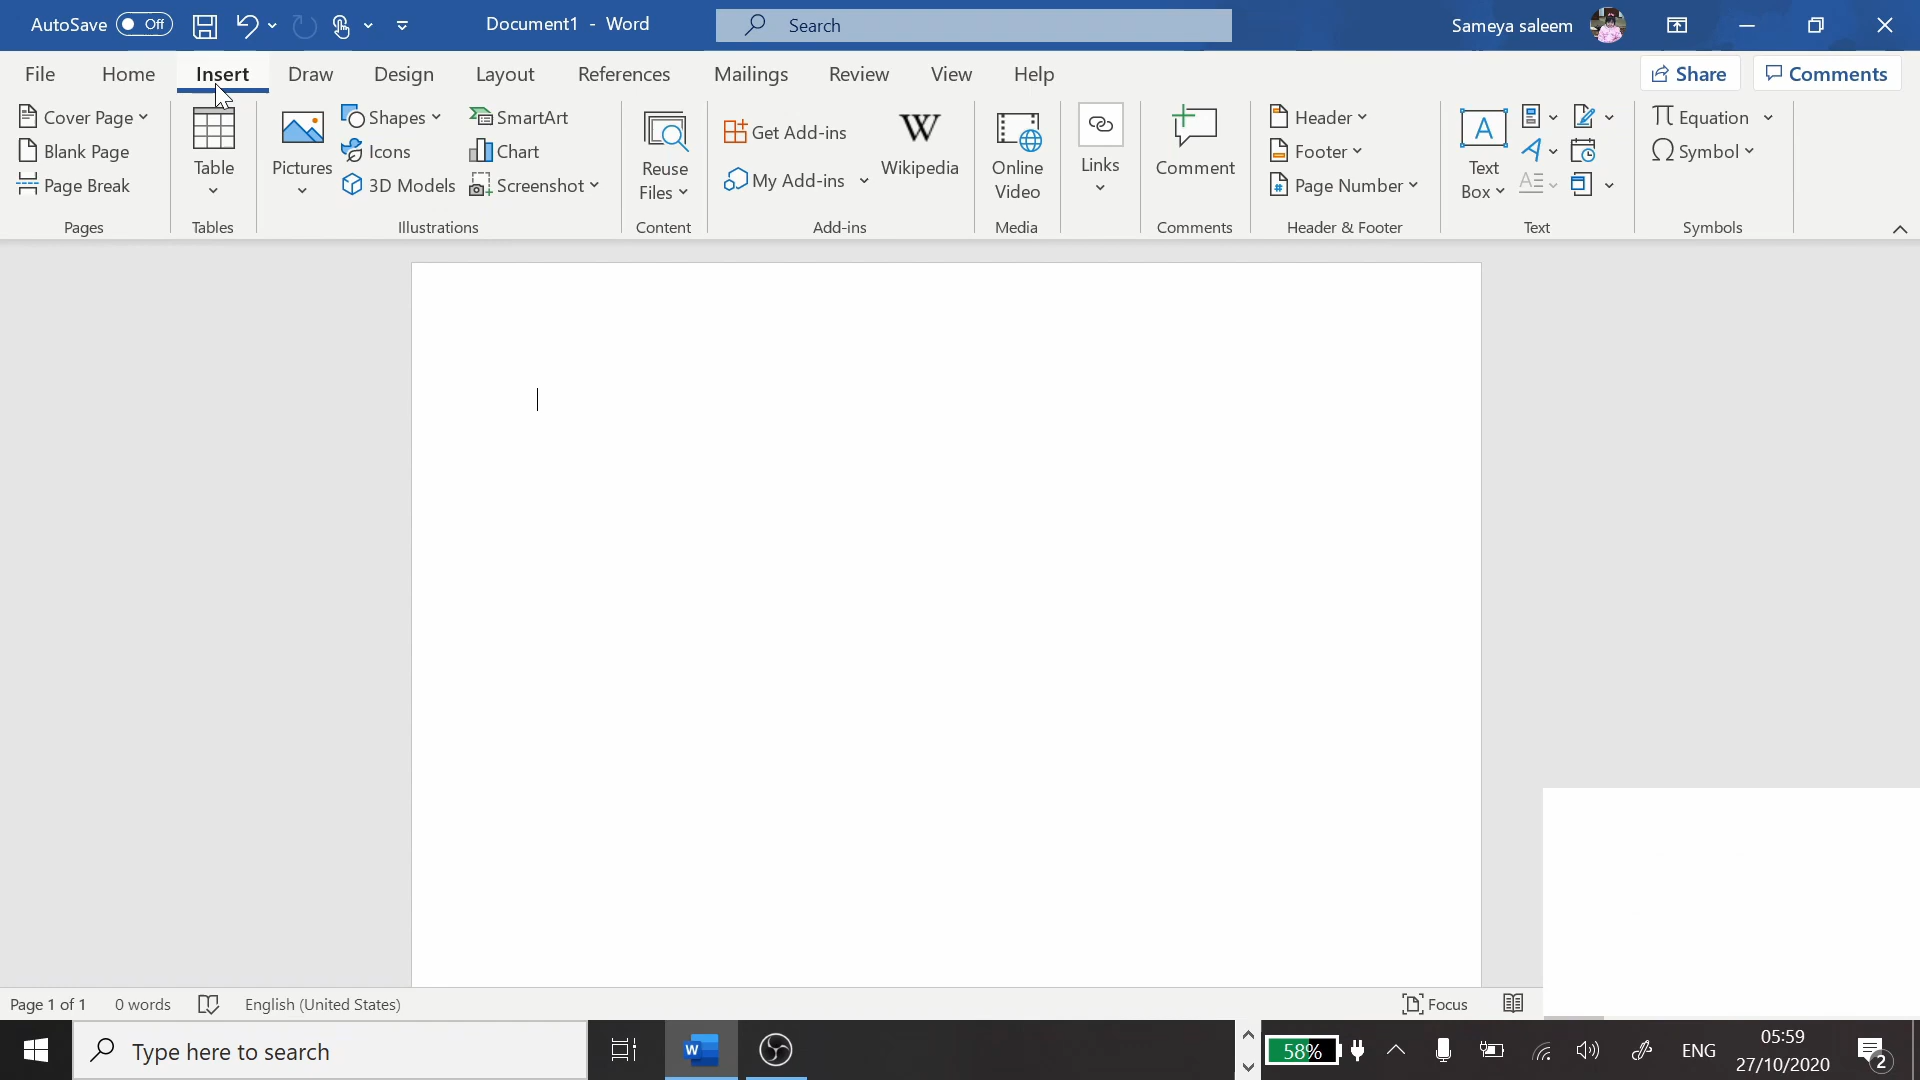 AutoSave Off Document1 - Word Search Sameya saleem
File Home Insert Draw Design Layout References Mailings Review View Help Share Comments
Cover Page
Blank Page
Page Break
Pages
Table
Tables
Pictures
Shapes
Icons
3D Models
SmartArt
Chart
Screenshot
Illustrations
Reuse
Files
Content
Get Add-ins
My Add-ins
W
Wikipedia
Add-ins
Online
Video
Media
Links
Comment
Comments
Header
Footer
# Page Number
Header & Footer
A
Text
Box
A
A
Text
π Equation
Ω Symbol
Symbols
Page 1 of 1 0 words English (United States) Focus
Type here to search
W
58%
ENG
05:59
27/10/2020
2